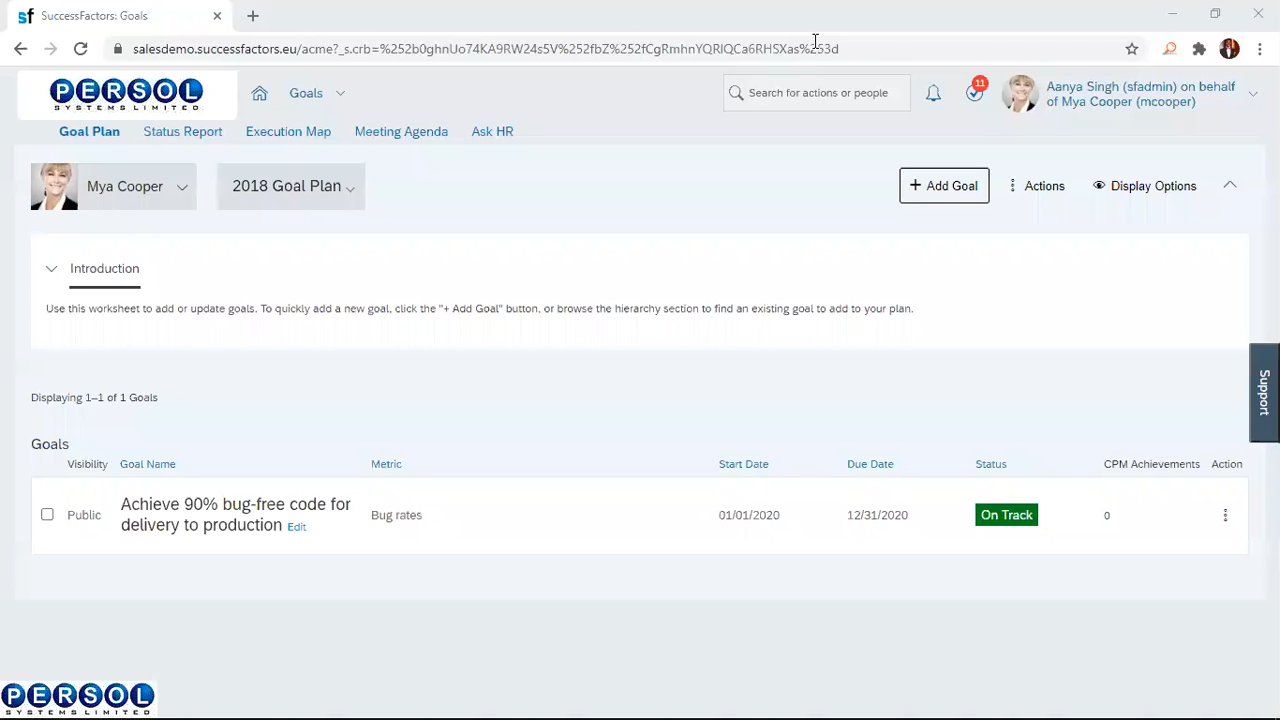 SuccessFactors: Goals
salesdemo.successfactors.eu/acme?_s.crb=%252b0ghnUo74KA9RW24s5V%252fbZ%252fCgRmhnYQRlQCa6RHSXas%253d
PERSOL
SYSTEMS LIMITED
Goals
Search for actions or people
11
Aanya Singh (sfadmin) on behalf
of Mya Cooper (mcooper)
Goal Plan
Status Report
Execution Map
Meeting Agenda
Ask HR
Mya Cooper
2018 Goal Plan
+ Add Goal
Actions
Display Options
Introduction
Use this worksheet to add or update goals. To quickly add a new goal, click the "+ Add Goal" button, or browse the hierarchy section to find an existing goal to add to your plan.
Support
Displaying 1–1 of 1 Goals
Goals
Visibility
Goal Name
Metric
Start Date
Due Date
Status
CPM Achievements
Action
Public
Achieve 90% bug-free code for
delivery to production Edit
Bug rates
01/01/2020
12/31/2020
On Track
0
PERSOL
SYSTEMS LIMITED